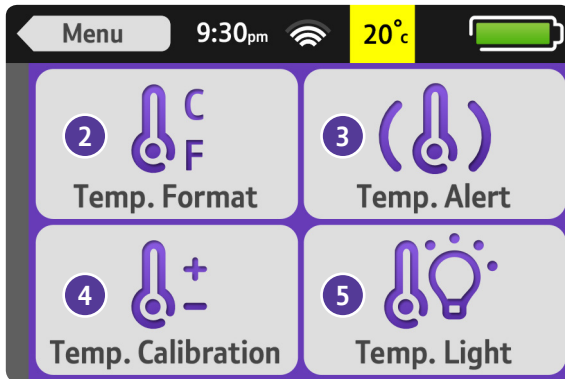 Menu 9:30pm 20°c
2 C F 3
Temp. Format Temp. Alert
4 + − 5
Temp. Calibration Temp. Light